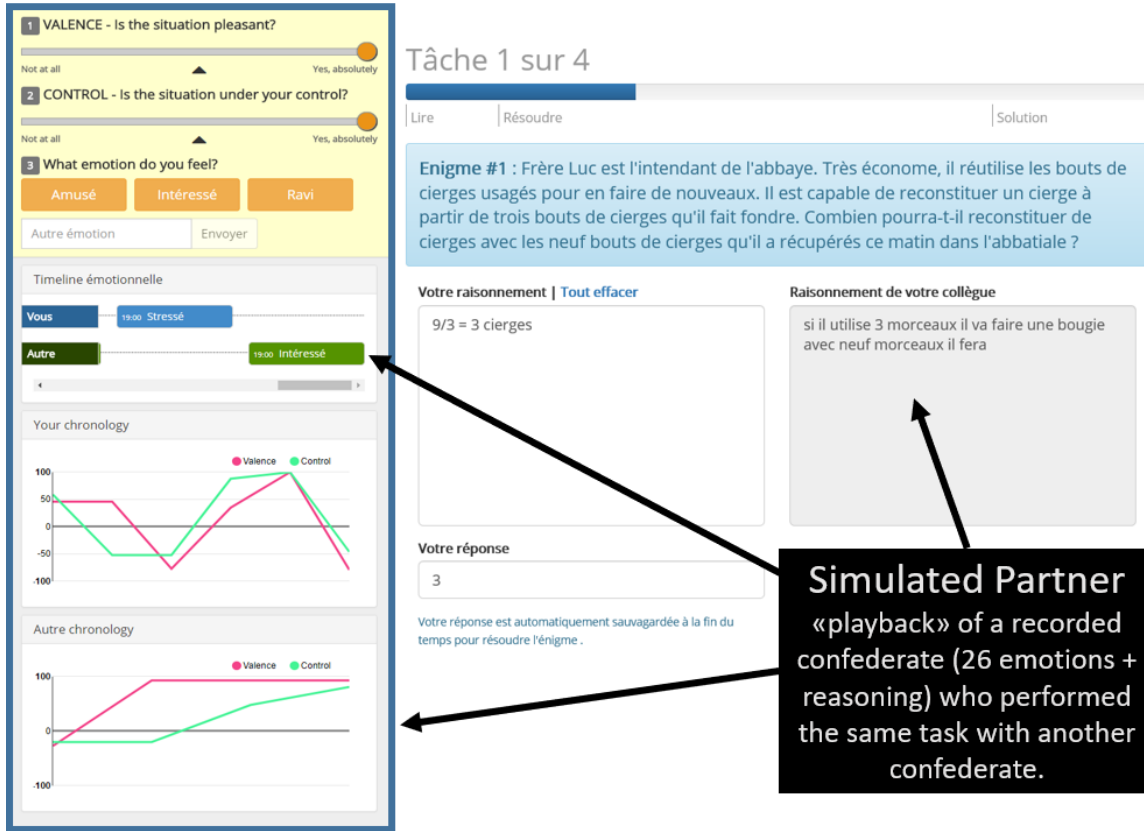 1 VALENCE - Is the situation pleasant?
Not at all Yes, absolutely
2 CONTROL - Is the situation under your control?
Not at all Yes, absolutely
3 What emotion do you feel?
Amusé Intéressé Ravi
Autre émotion Envoyer
Timeline émotionnelle
Vous 19:00 Stressé
Autre 19:00 Intéressé
Your chronology
Valence Control
100
50
0
-50
-100
Autre chronology
Valence Control
100
0
-100
Tâche 1 sur 4
Lire Résoudre Solution
Enigme #1 : Frère Luc est l'intendant de l'abbaye. Très économe, il réutilise les bouts de
cierges usagés pour en faire de nouveaux. Il est capable de reconstituer un cierge à
partir de trois bouts de cierges qu'il fait fondre. Combien pourra-t-il reconstituer de
cierges avec les neuf bouts de cierges qu'il a récupérés ce matin dans l'abbatiale ?
Votre raisonnement | Tout effacer
9/3 = 3 cierges
Raisonnement de votre collègue
si il utilise 3 morceaux il va faire une bougie
avec neuf morceaux il fera
Votre réponse
3
Votre réponse est automatiquement sauvagardée à la fin du
temps pour résoudre l'énigme .
Simulated Partner
«playback» of a recorded
confederate (26 emotions +
reasoning) who performed
the same task with another
confederate.